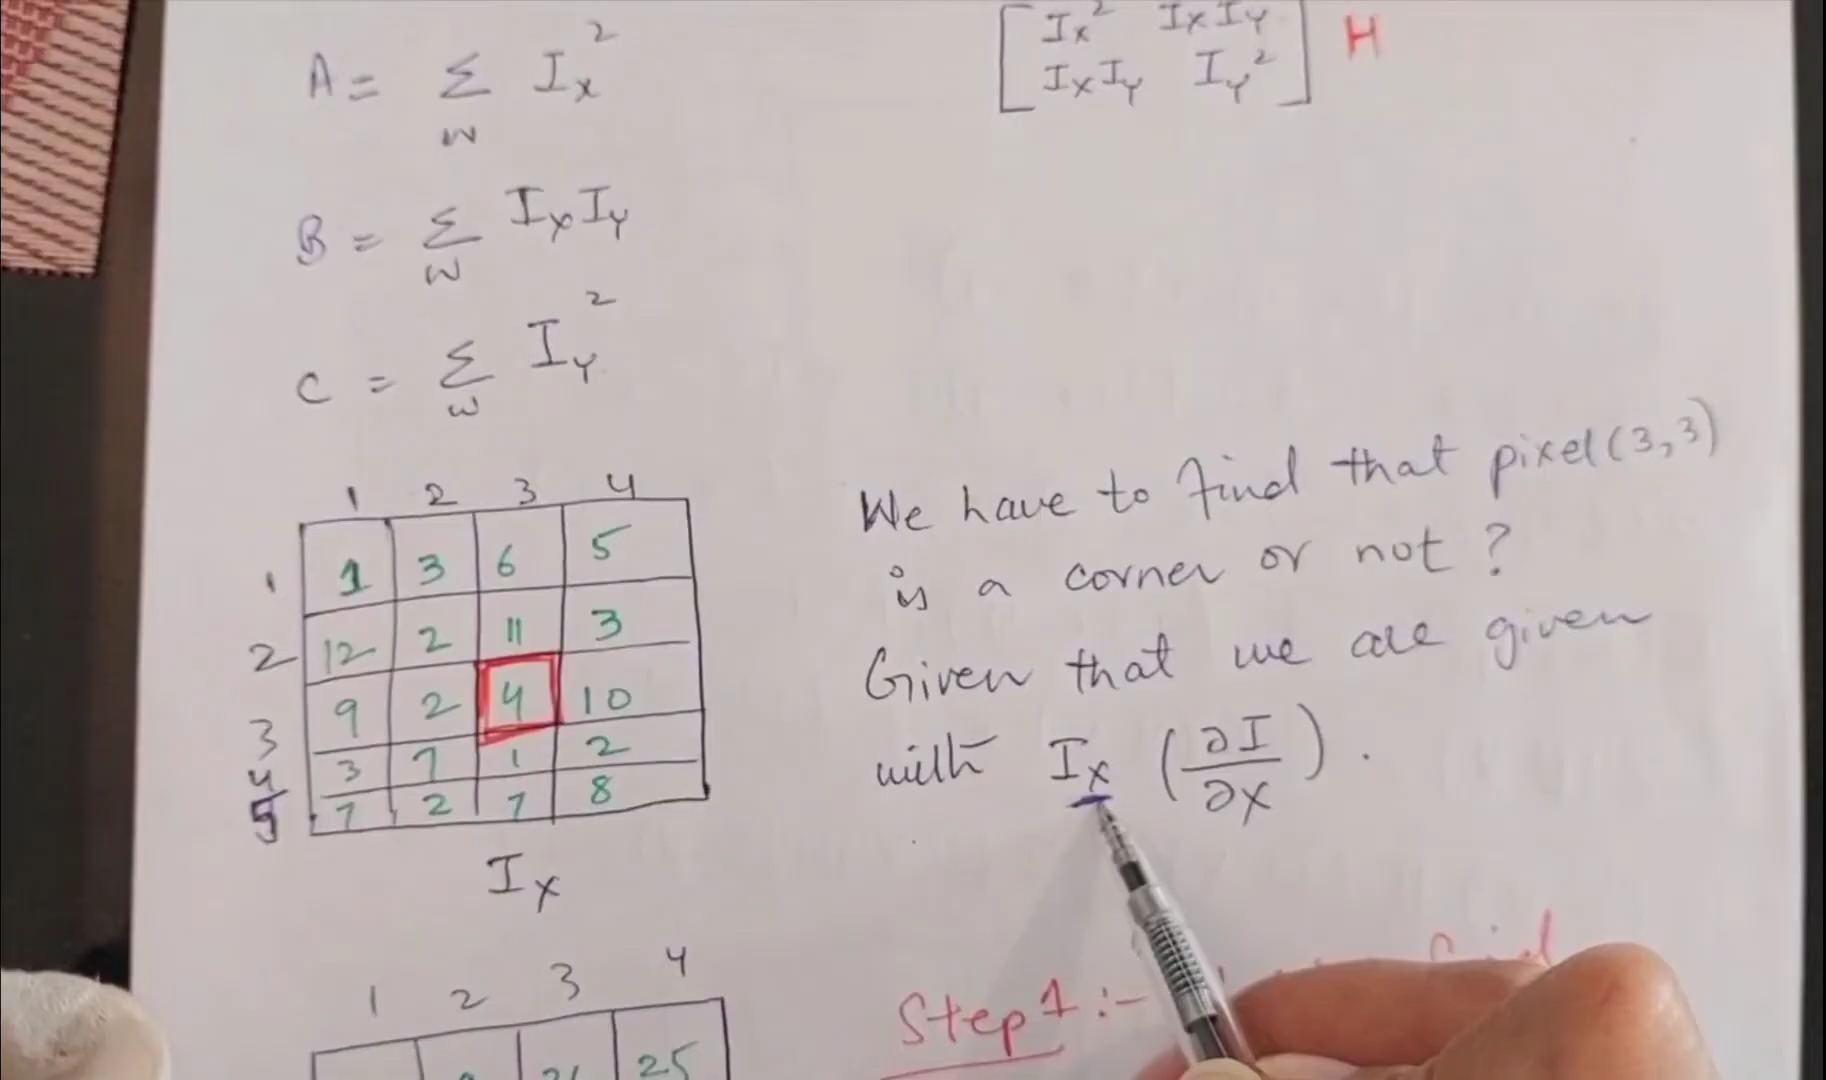 A = Σ Ix²
W
B = Σ IxIy
W
C = Σ Iy²
W
Ix² IxIy
IxIy Iy²
H
1 2 3 4
1 1 3 6 5
2 12 2 11 3
3 9 2 4 10
4 3 7 1 2
5 7 2 7 8
Ix
We have to find that pixel(3,3)
is a corner or not?
Given that we are given
with Ix (∂I/∂x).
1 2 3 4
25
Step 1:-